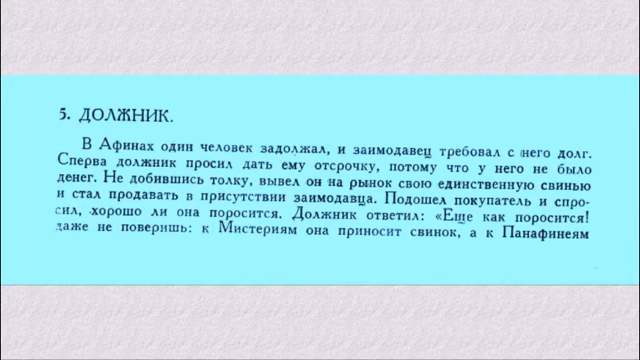 5. ДОЛЖНИК.
В Афинах один человек задолжал, и заимодавец требовал с него долг.
Сперва должник просил дать ему отсрочку, потому что у него не было
денег. Не добившись толку, вывел он на рынок свою единственную свинью
и стал продавать в присутствии заимодавца. Подошел покупатель и спро-
сил, хорошо ли она поросится. Должник ответил: «Еще как поросится!
даже не поверишь: к Мистериям она приносит свинок, а к Панафинеям